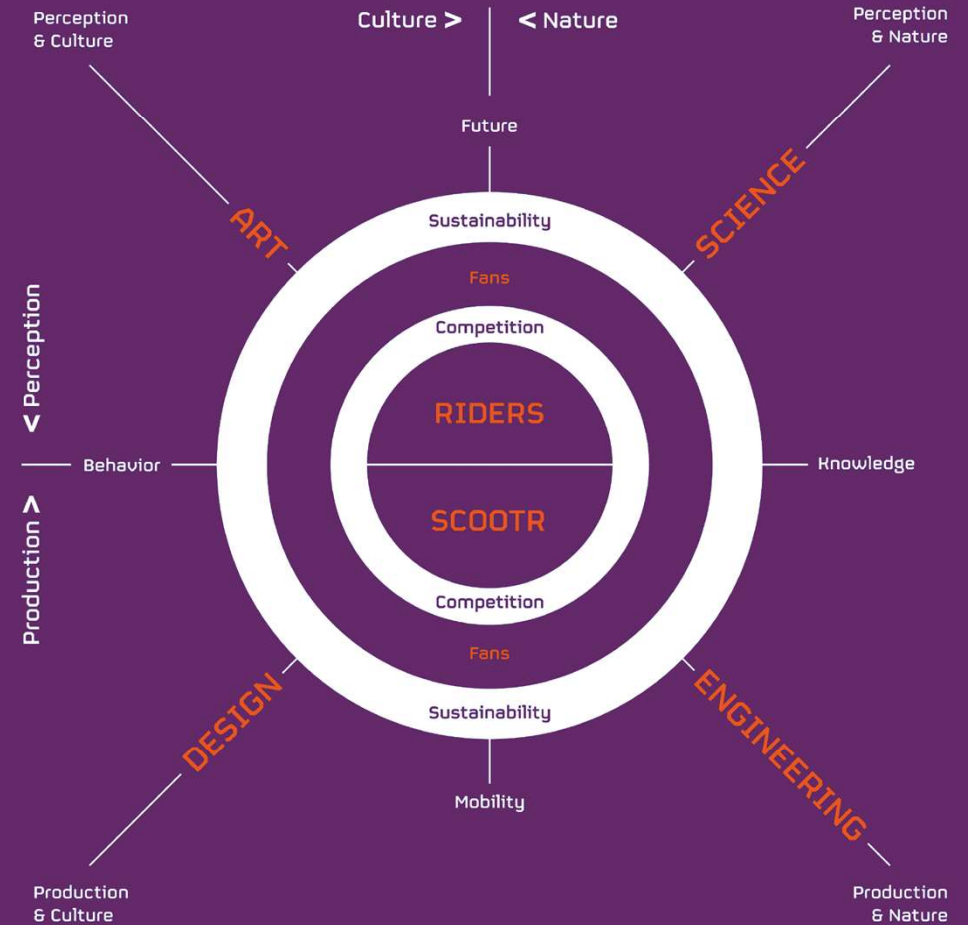 Perception
& Culture
Culture >
< Nature
Perception
& Nature
Future
ART
SCIENCE
Sustainability
Fans
Competition
< Perception
RIDERS
Behavior
Knowledge
Production >
SCOOTR
Competition
Fans
DESIGN
ENGINEERING
Sustainability
Mobility
Production
& Culture
Production
& Nature